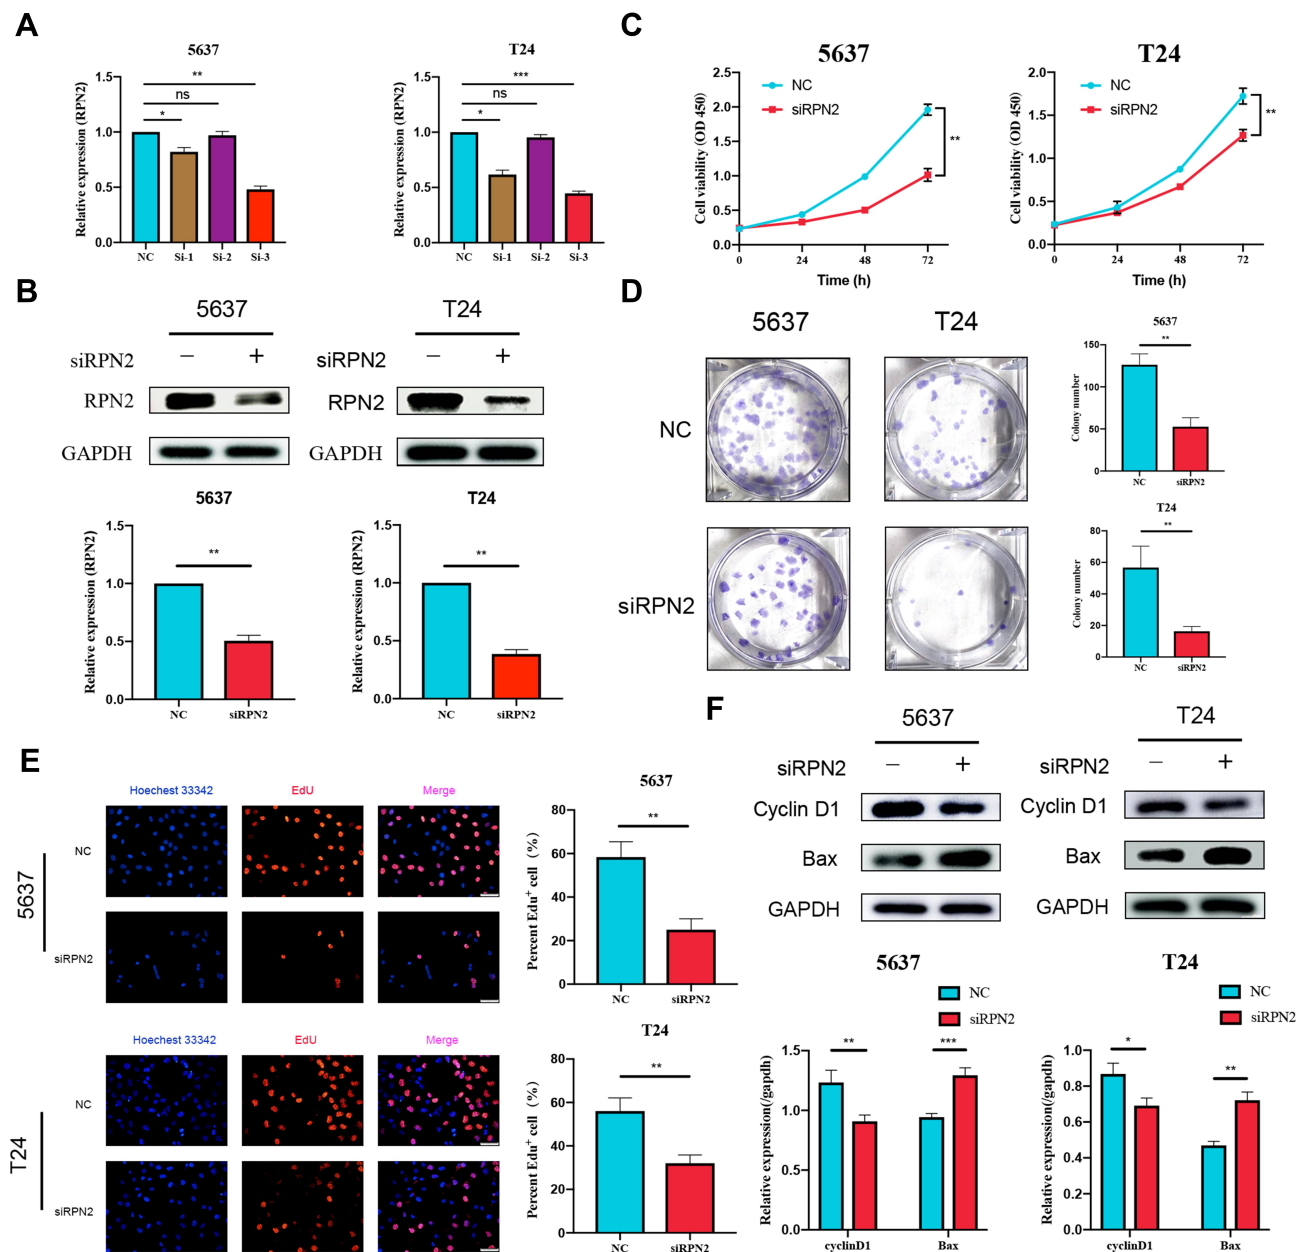 A
5637
Relative expression (RPN2)
1.5
1.0
0.5
0.0
**
ns
*
NC
Si-1
Si-2
Si-3
T24
Relative expression (RPN2)
1.5
1.0
0.5
0.0
***
ns
*
NC
Si-1
Si-2
Si-3
B
5637
siRPN2
− +
RPN2
GAPDH
T24
siRPN2
− +
RPN2
GAPDH
5637
Relative expression (RPN2)
1.5
1.0
0.5
0.0
**
NC
siRPN2
T24
Relative expression (RPN2)
1.5
1.0
0.5
0.0
**
NC
siRPN2
C
5637
Cell viability (OD 450)
2.5
2.0
1.5
1.0
0.5
0.0
NC
siRPN2
**
0 24 48 72
Time (h)
T24
Cell viability (OD 450)
2.0
1.5
1.0
0.5
0.0
NC
siRPN2
**
0 24 48 72
Time (h)
D
5637
T24
NC
siRPN2
5637
Colony number
150
100
50
0
**
NC
siRPN2
T24
Colony number
80
60
40
20
0
**
NC
siRPN2
E
5637
Hoechest 33342
EdU
Merge
NC
siRPN2
T24
Hoechest 33342
EdU
Merge
NC
siRPN2
5637
Percent Edu+ cell (%)
80
60
40
20
0
**
NC
siRPN2
T24
Percent Edu+ cell (%)
80
60
40
20
0
**
NC
siRPN2
F
5637
siRPN2
− +
Cyclin D1
Bax
GAPDH
T24
siRPN2
− +
Cyclin D1
Bax
GAPDH
5637
NC
siRPN2
Relative expression(/gapdh)
1.5
1.0
0.5
0.0
**
***
cyclinD1
Bax
T24
NC
siRPN2
Relative expression(/gapdh)
1.0
0.8
0.6
0.4
0.2
0.0
*
**
cyclinD1
Bax